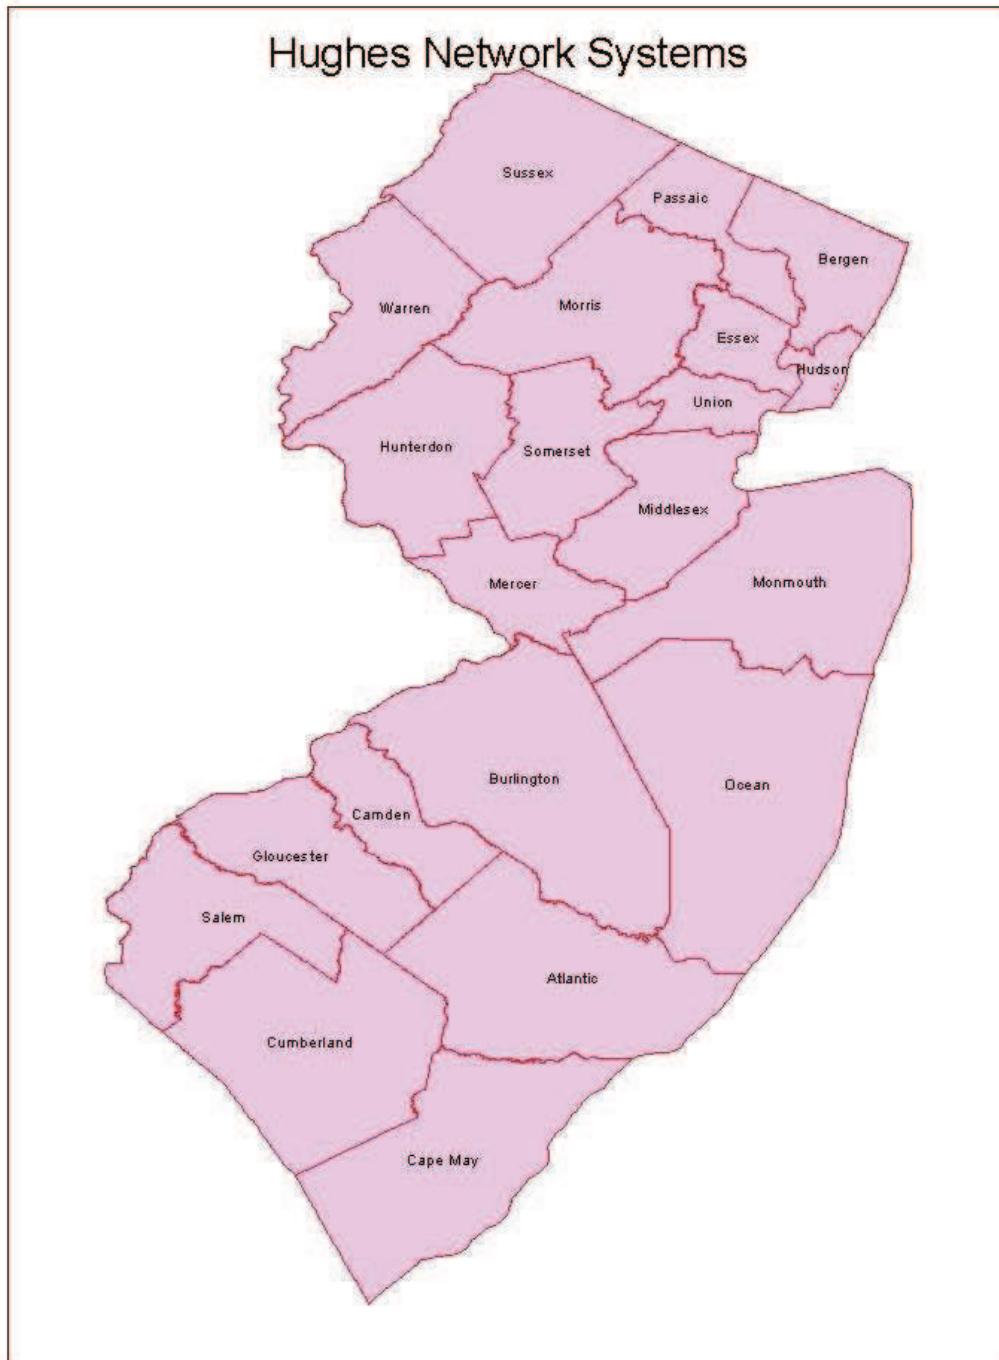 Hughes Network Systems
Sussex
Passaic
Bergen
Warren
Morris
Essex
Hudson
Union
Hunterdon
Somerset
Middlesex
Mercer
Monmouth
Burlington
Ocean
Camden
Gloucester
Salem
Atlantic
Cumberland
Cape May